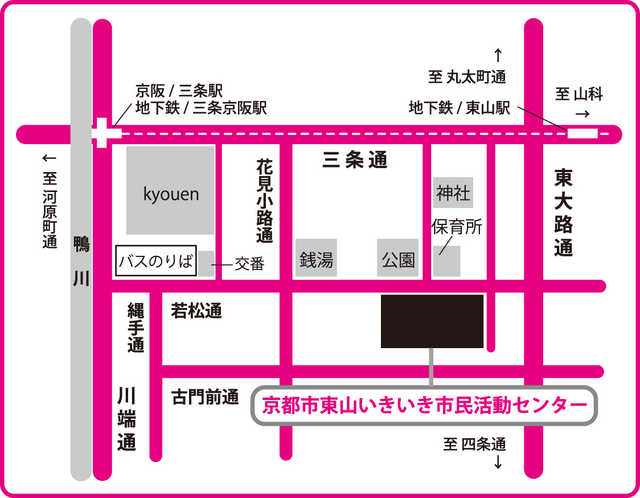 ↑
至 丸太町通
京阪 / 三条駅
地下鉄 / 三条京阪駅
地下鉄 / 東山駅
至 山科
→
三条通
←
至 河原町通
鴨川
kyouen
花見小路通
神社
保育所
東大路通
バスのりば
交番
銭湯
公園
縄手通
若松通
川端通
古門前通
京都市東山いきいき市民活動センター
至 四条通
↓